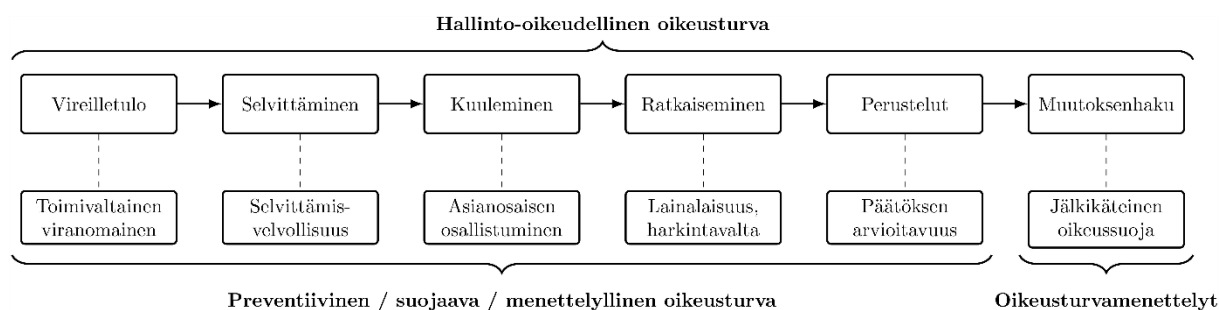 Hallinto-oikeudellinen oikeusturva
Vireilletulo
Selvittäminen
Kuuleminen
Ratkaiseminen
Perustelut
Muutoksenhaku
Toimivaltainen
viranomainen
Selvittämis-
velvollisuus
Asianosaisen
osallistuminen
Lainalaisuus,
harkintavalta
Päätöksen
arvioitavuus
Jälkikäteinen
oikeussuoja
Preventiivinen / suojaava / menettelyllinen oikeusturva
Oikeusturvamenettelyt